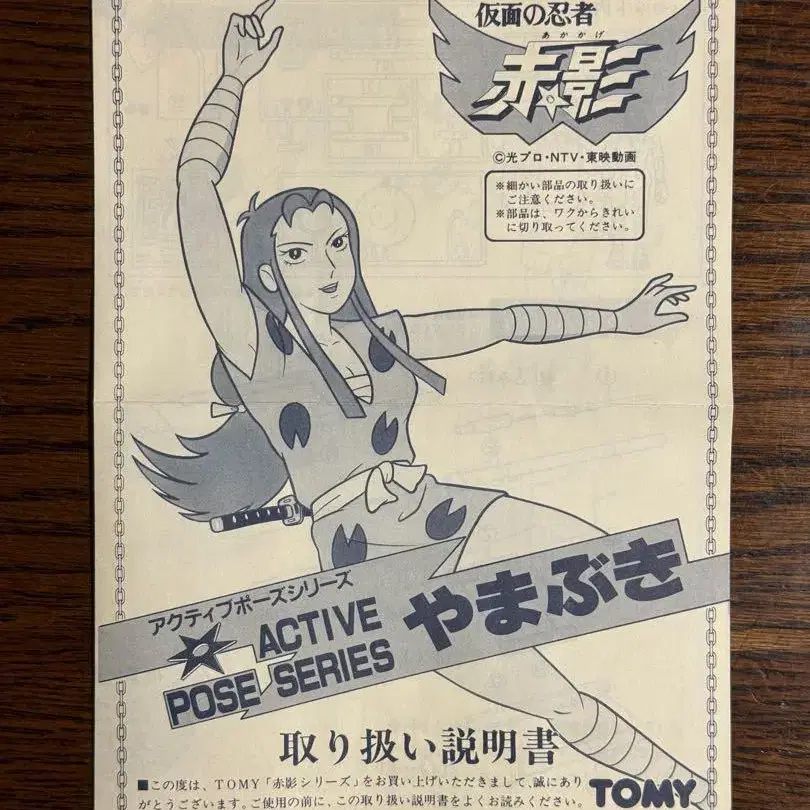 仮面の忍者
あかかげ
赤影
©光プロ・NTV・東映動画
※細かい部品の取り扱いに
ご注意ください。
※部品は、ワクからきれい
に切り取ってください。
アクティブポーズシリーズ
ACTIVE
POSE SERIES
やまぶき
取り扱い説明書
■この度は、TOMY「赤影シリーズ」をお買い上げいただきまして、誠にあり
がとうございます。ご使用の前に、この取り扱い説明書をよくお読みください。
TOMY